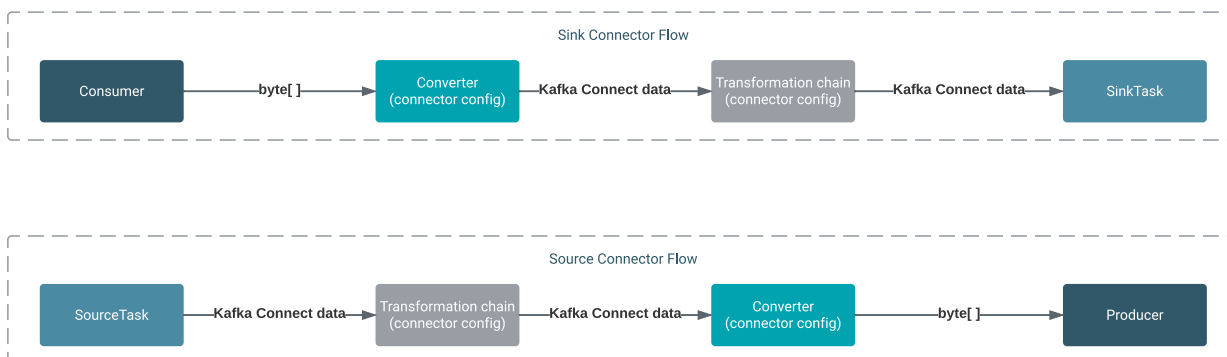 Sink Connector Flow
Consumer
byte[ ]
Converter
(connector config)
Kafka Connect data
Transformation chain
(connector config)
Kafka Connect data
SinkTask
Source Connector Flow
SourceTask
Kafka Connect data
Transformation chain
(connector config)
Kafka Connect data
Converter
(connector config)
byte[ ]
Producer